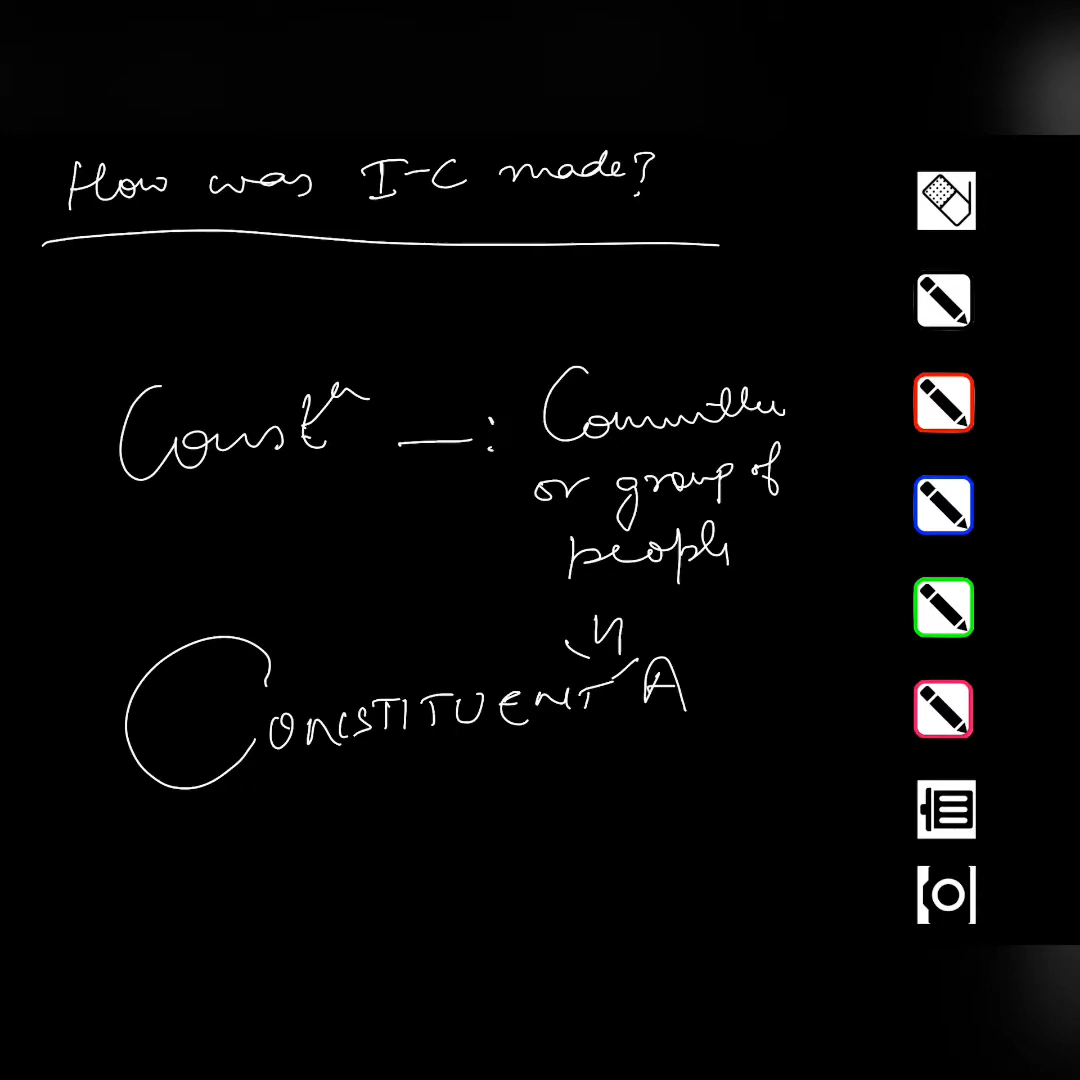 How was I-C made?
Constn — : Committee
or group of
people
CONSTITUENT A